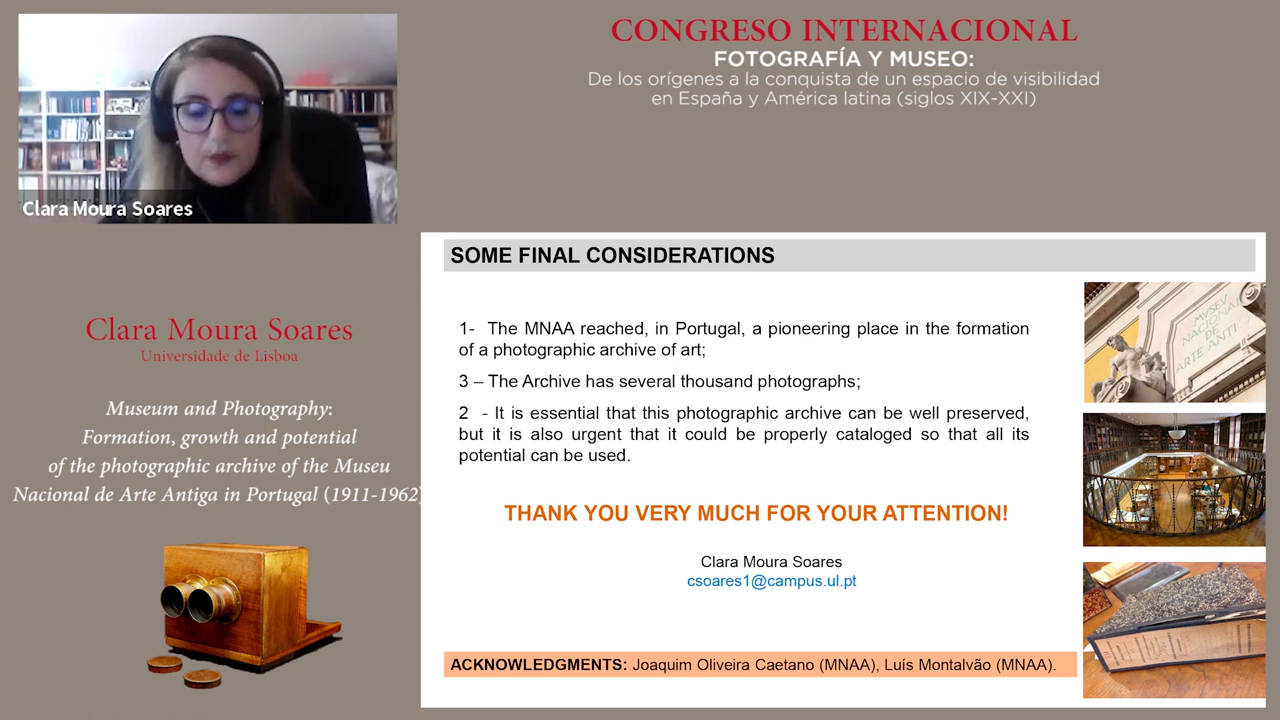 CONGRESO INTERNACIONAL
FOTOGRAFÍA Y MUSEO:
De los orígenes a la conquista de un espacio de visibilidad
en España y América latina (siglos XIX-XXI)
Clara Moura Soares
Clara Moura Soares
Universidade de Lisboa
Museum and Photography:
Formation, growth and potential
of the photographic archive of the Museu
Nacional de Arte Antiga in Portugal (1911-1962)
SOME FINAL CONSIDERATIONS
1- The MNAA reached, in Portugal, a pioneering place in the formation
of a photographic archive of art;
3 – The Archive has several thousand photographs;
2 - It is essential that this photographic archive can be well preserved,
but it is also urgent that it could be properly cataloged so that all its
potential can be used.
THANK YOU VERY MUCH FOR YOUR ATTENTION!
Clara Moura Soares
csoares1@campus.ul.pt
ACKNOWLEDGMENTS: Joaquim Oliveira Caetano (MNAA), Luís Montalvão (MNAA).
MUSEV
NACIONAL
DE
ARTE ANTI